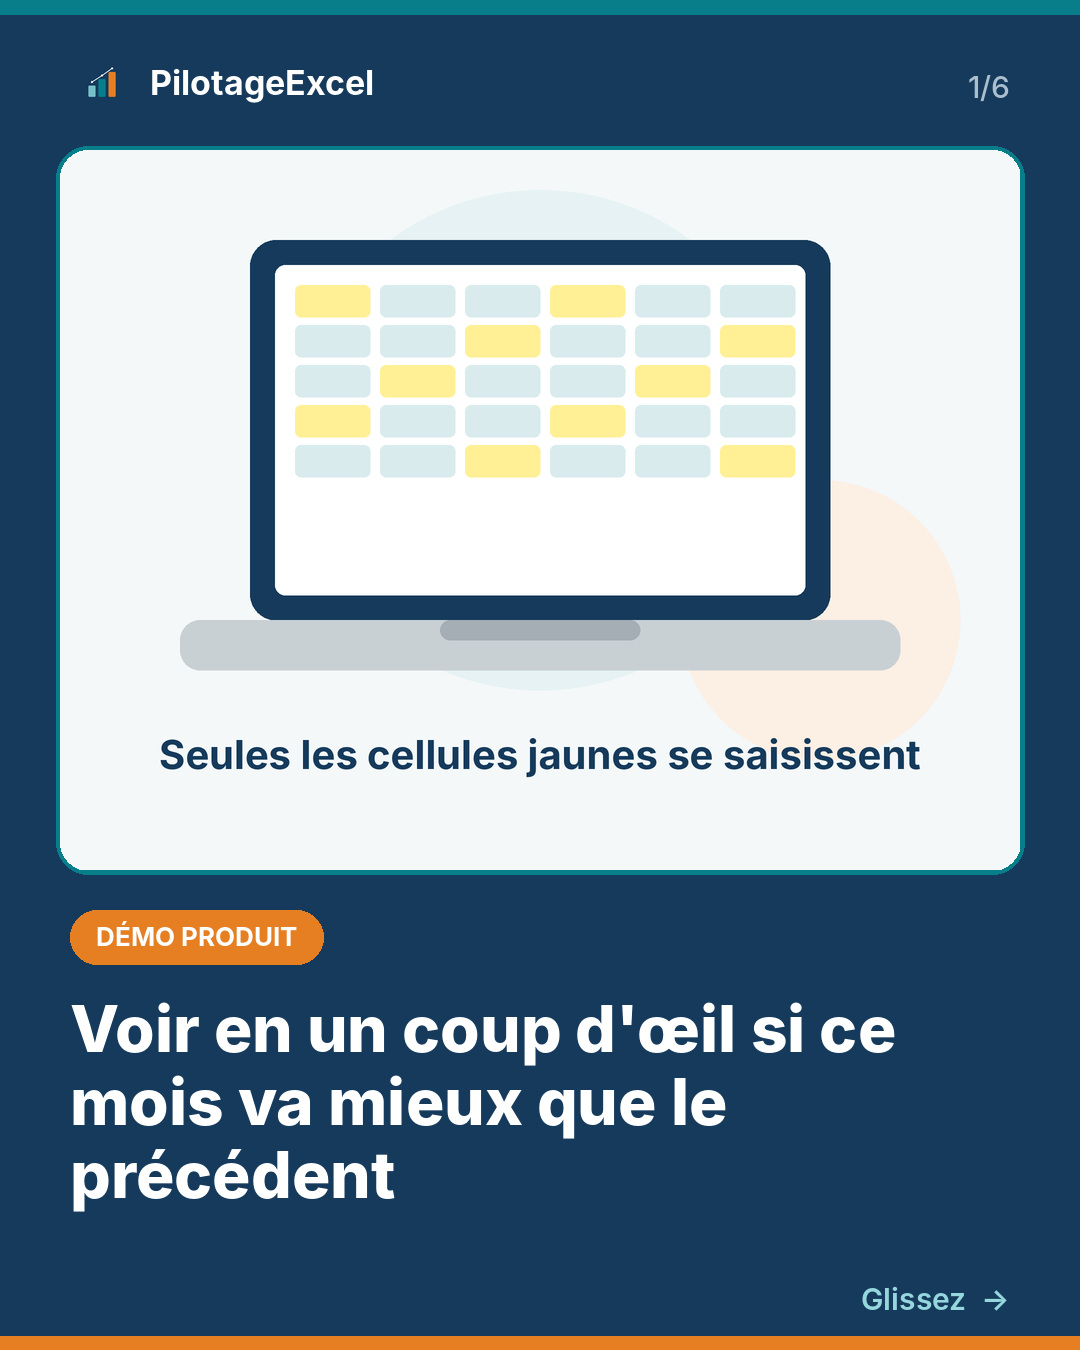 PilotageExcel
1/6
Seules les cellules jaunes se saisissent
DÉMO PRODUIT
Voir en un coup d'œil si ce
mois va mieux que le
précédent
Glissez →